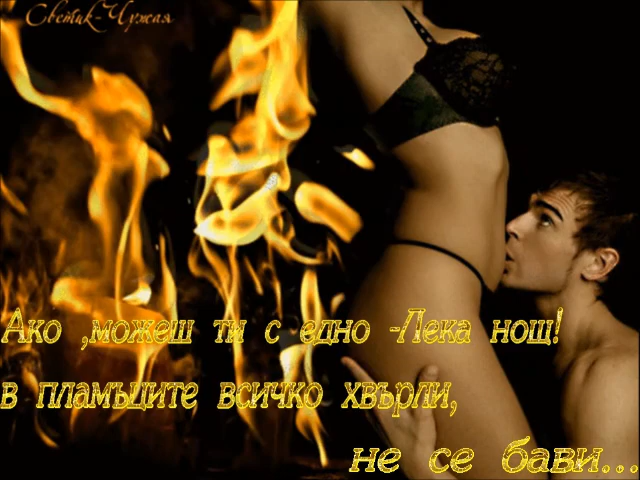 Светик-Чужая
Ако ,можеш ти с едно -Лека нощ!
в пламъците всичко хвърли,
не се бави...